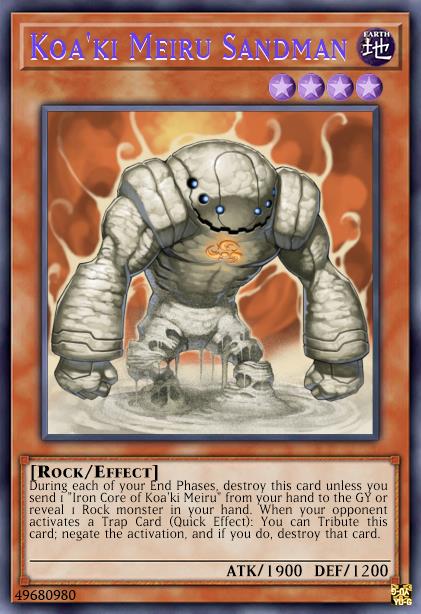 Koa'ki Meiru Sandman
EARTH
地
[Rock/Effect]
During each of your End Phases, destroy this card unless you
send 1 "Iron Core of Koa'ki Meiru" from your hand to the GY or
reveal 1 Rock monster in your hand. When your opponent
activates a Trap Card (Quick Effect): You can Tribute this
card; negate the activation, and if you do, destroy that card.
ATK/1900 DEF/1200
49680980